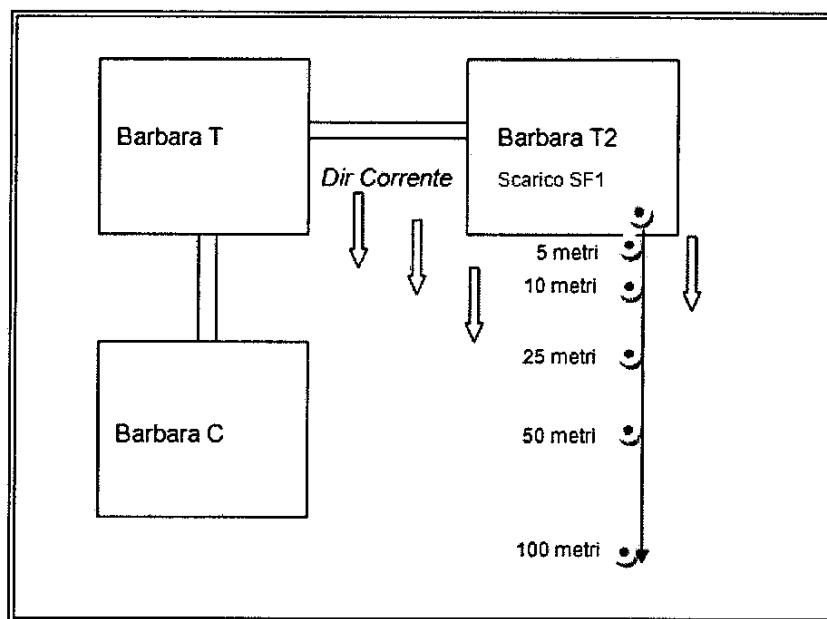 Barbara T
Barbara T2
Dir Corrente
Scarico SF1
5 metri
10 metri
25 metri
50 metri
Barbara C
100 metri